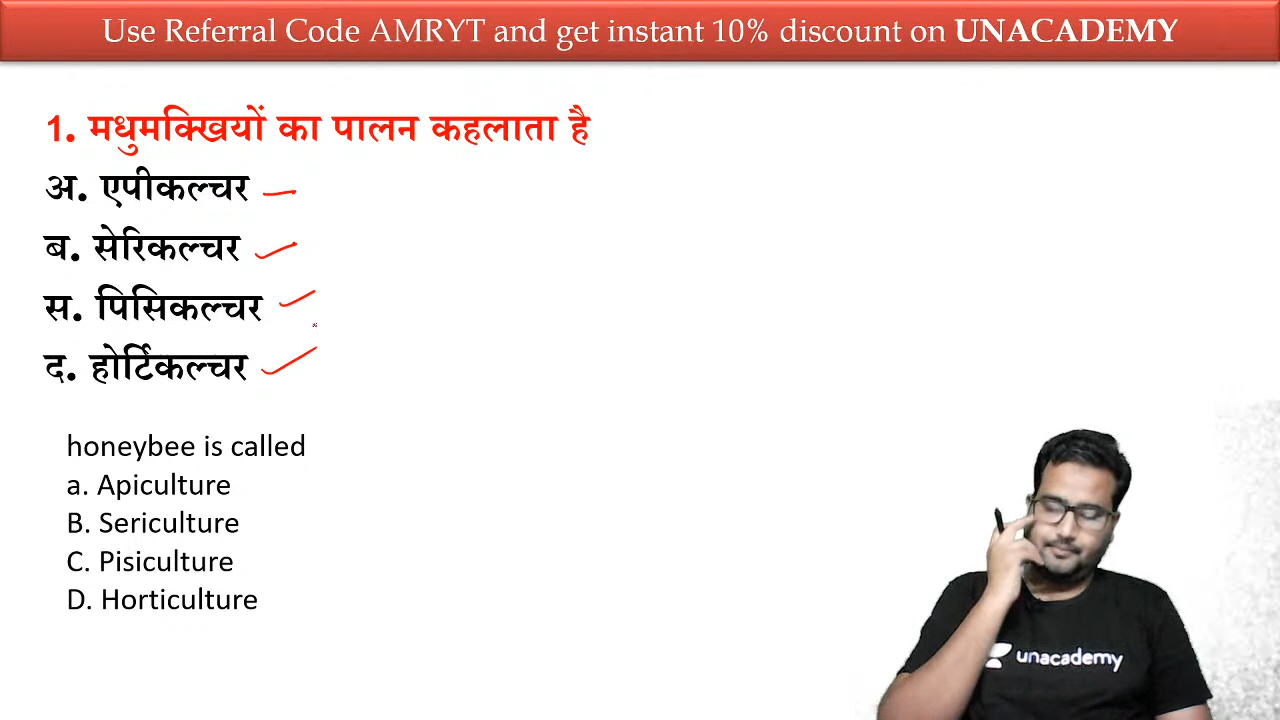 Use Referral Code AMRYT and get instant 10% discount on UNACADEMY
1. मधुमक्खियों का पालन कहलाता है
अ. एपीकल्चर
ब. सेरिकल्चर
स. पिसिकल्चर
द. होर्टिकल्चर
honeybee is called
a. Apiculture
B. Sericulture
C. Pisiculture
D. Horticulture
unacademy